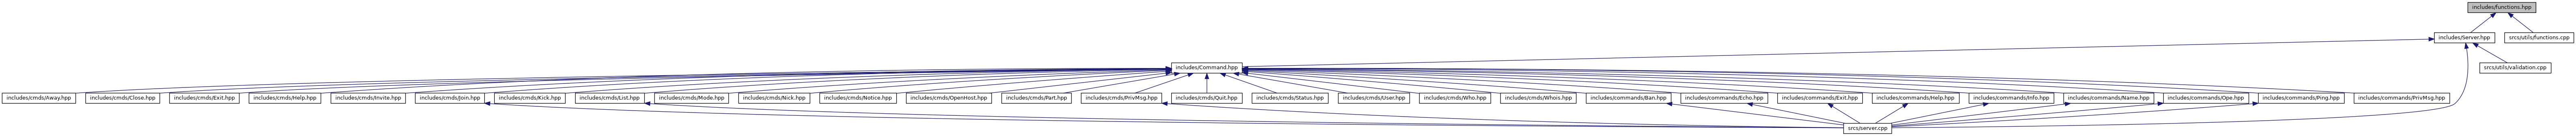 includes/functions.hpp
includes/Server.hpp
srcs/utils/functions.cpp
includes/Command.hpp
srcs/utils/validation.cpp
includes/cmds/Away.hpp
includes/cmds/Close.hpp
includes/cmds/Exit.hpp
includes/cmds/Help.hpp
includes/cmds/Invite.hpp
includes/cmds/Join.hpp
includes/cmds/Kick.hpp
includes/cmds/List.hpp
includes/cmds/Mode.hpp
includes/cmds/Nick.hpp
includes/cmds/Notice.hpp
includes/cmds/OpenHost.hpp
includes/cmds/Part.hpp
includes/cmds/PrivMsg.hpp
includes/cmds/Quit.hpp
includes/cmds/Status.hpp
includes/cmds/User.hpp
includes/cmds/Who.hpp
includes/cmds/Whois.hpp
includes/commands/Ban.hpp
includes/commands/Echo.hpp
includes/commands/Exit.hpp
includes/commands/Help.hpp
includes/commands/Info.hpp
includes/commands/Name.hpp
includes/commands/Ope.hpp
includes/commands/Ping.hpp
includes/commands/PrivMsg.hpp
srcs/server.cpp